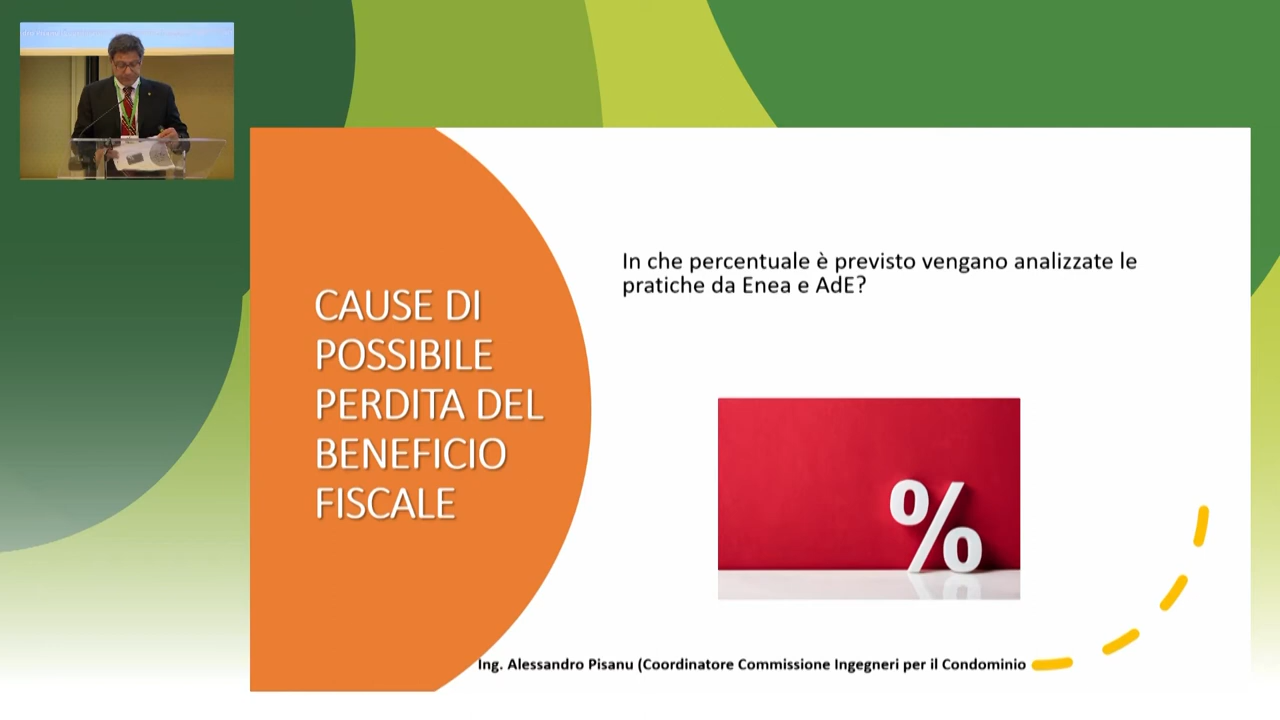 CAUSE DI
POSSIBILE
PERDITA DEL
BENEFICIO
FISCALE
In che percentuale è previsto vengano analizzate le
pratiche da Enea e AdE?
%
Ing. Alessandro Pisanu (Coordinatore Commissione Ingegneri per il Condominio